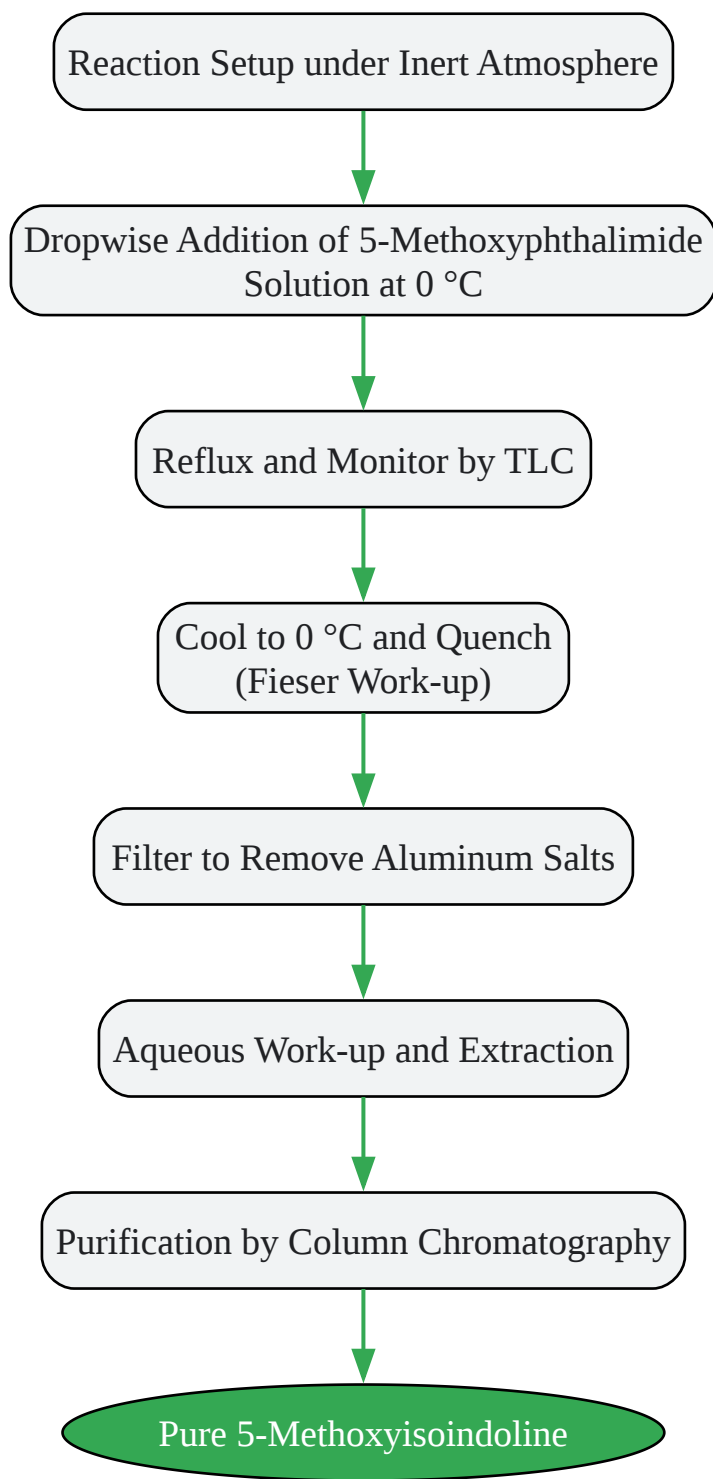 Reaction Setup under Inert Atmosphere
Dropwise Addition of 5-Methoxyphthalimide
Solution at 0 °C
Reflux and Monitor by TLC
Cool to 0 °C and Quench
(Fieser Work-up)
Filter to Remove Aluminum Salts
Aqueous Work-up and Extraction
Purification by Column Chromatography
Pure 5-Methoxyisoindoline